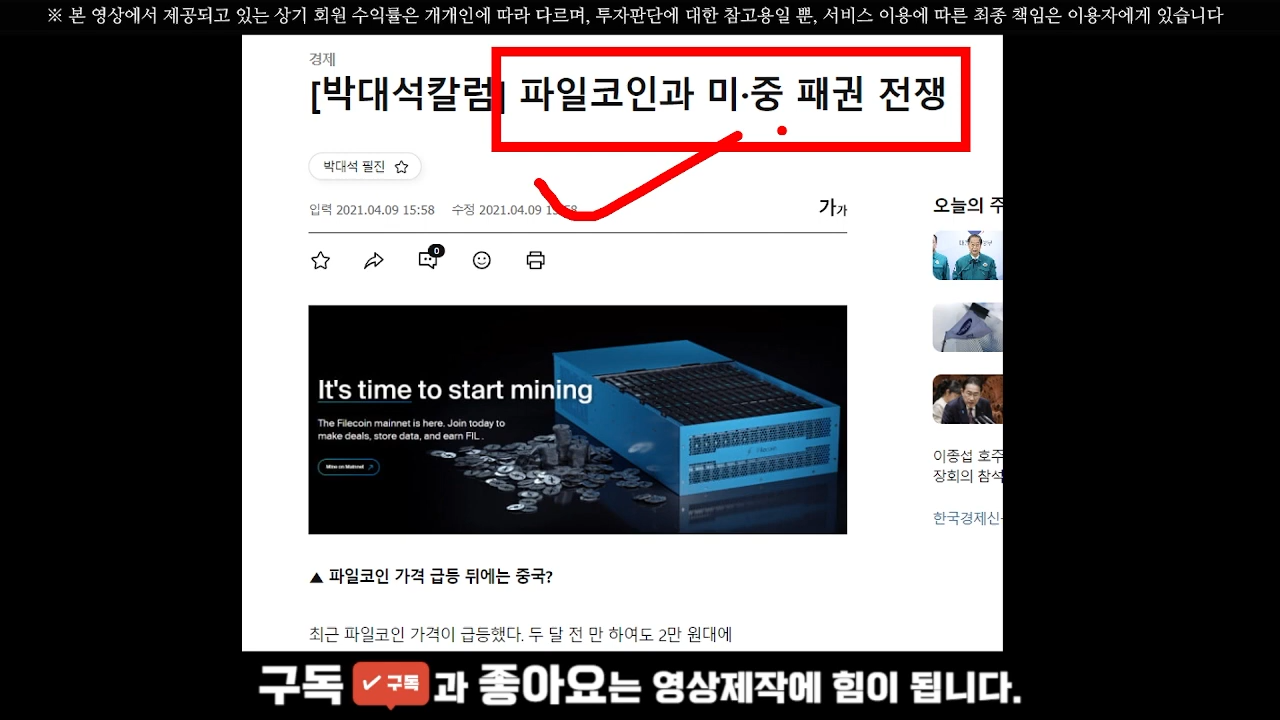 ※ 본 영상에서 제공되고 있는 상기 회원 수익률은 개개인에 따라 다르며, 투자판단에 대한 참고용일 뿐, 서비스 이용에 따른 최종 책임은 이용자에게 있습니다
경제
[박대석칼럼] 파일코인과 미·중 패권 전쟁
박대석 필진
입력 2021.04.09 15:58 수정 2021.04.09 15:58
가가
오늘의 주
0
It's time to start mining
The Filecoin mainnet is here. Join today to
make deals, store data, and earn FIL .
Mine on Mainnet
이종섭 호주
장회의 참석
한국경제신
▲ 파일코인 가격 급등 뒤에는 중국?
최근 파일코인 가격이 급등했다. 두 달 전 만 하여도 2만 원대에
구독 구독 과 좋아요는 영상제작에 힘이 됩니다.